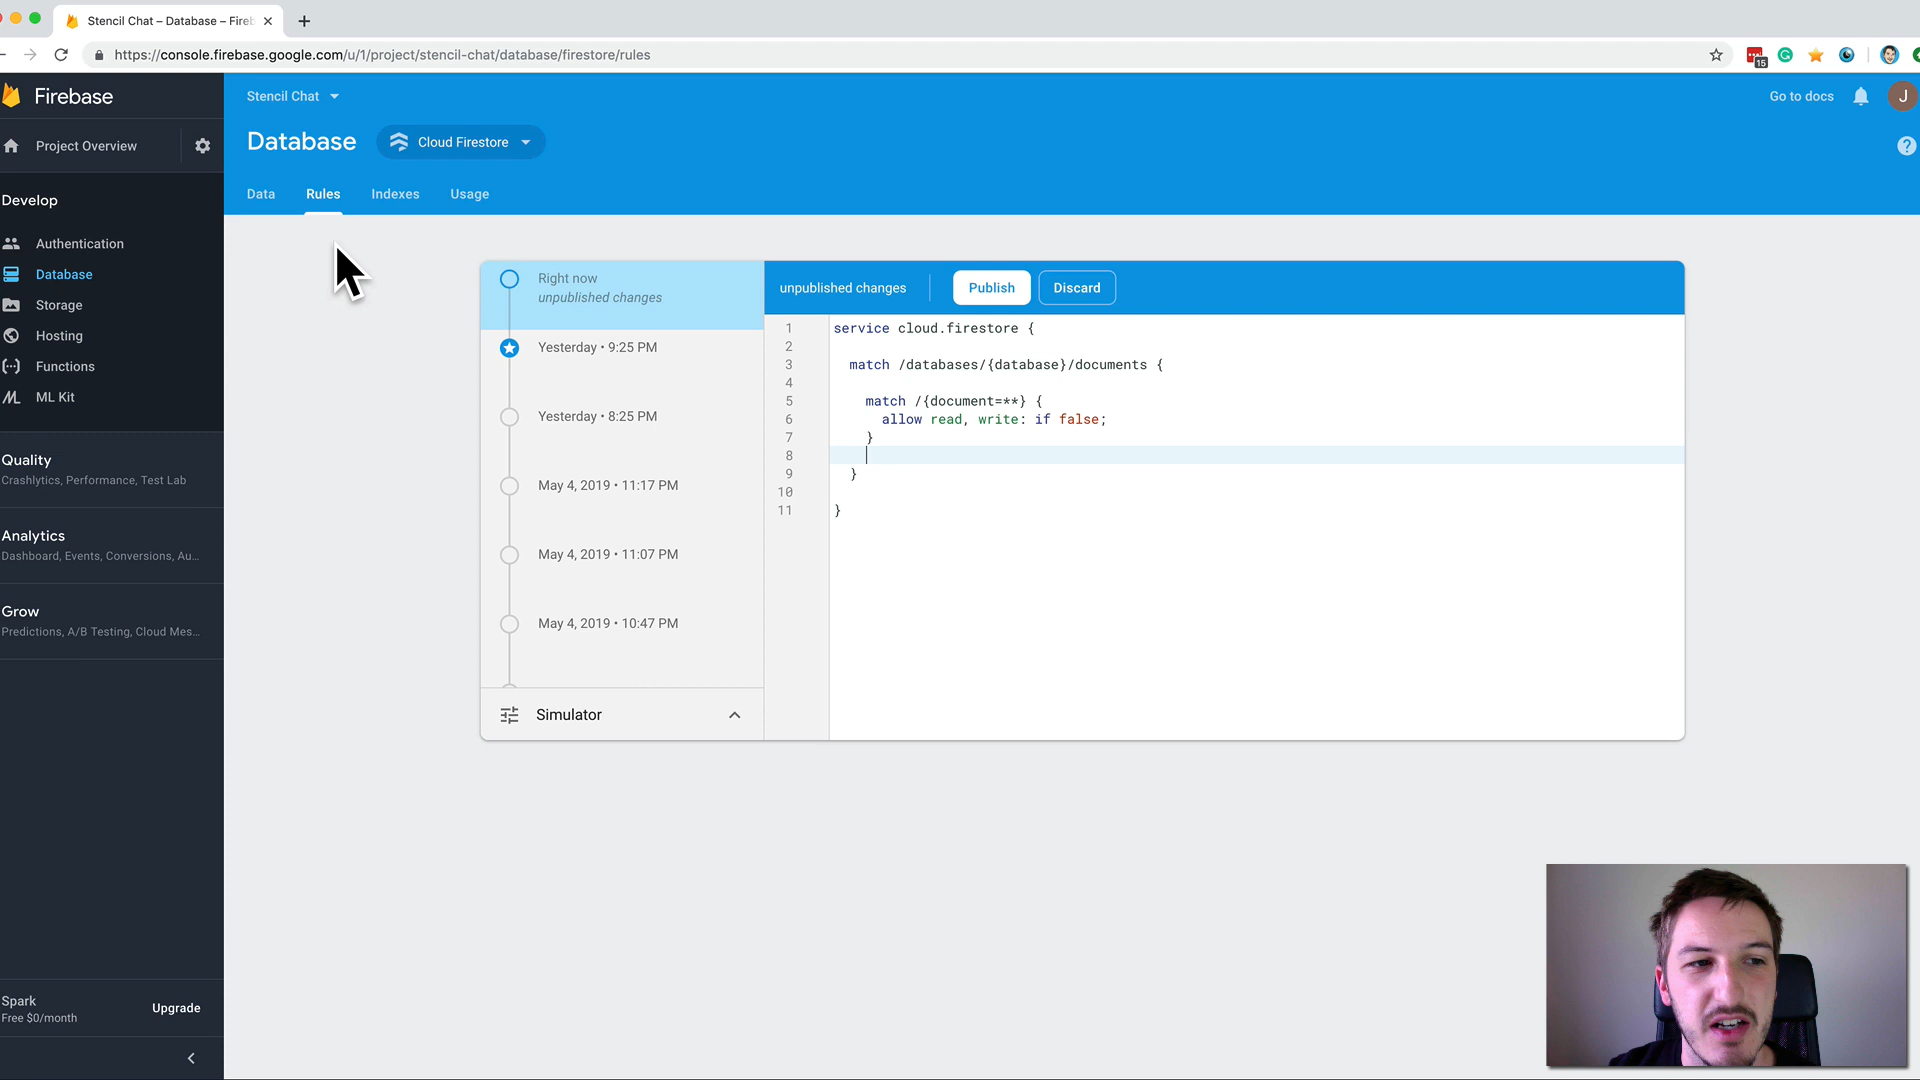 Stencil Chat – Database – Fireb
https://console.firebase.google.com/u/1/project/stencil-chat/database/firestore/rules
15
Firebase
Project Overview
Develop
Authentication
Database
Storage
Hosting
Functions
ML Kit
Quality
Crashlytics, Performance, Test Lab
Analytics
Dashboard, Events, Conversions, Au...
Grow
Predictions, A/B Testing, Cloud Mes...
Spark
Free $0/month
Upgrade
Stencil Chat
Go to docs
J
Database
Cloud Firestore
?
Data
Rules
Indexes
Usage
Right now
unpublished changes
Yesterday • 9:25 PM
Yesterday • 8:25 PM
May 4, 2019 • 11:17 PM
May 4, 2019 • 11:07 PM
May 4, 2019 • 10:47 PM
Simulator
unpublished changes
Publish
Discard
1 service cloud.firestore {
2
3 match /databases/{database}/documents {
4
5 match /{document=**} {
6 allow read, write: if false;
7 }
8
9 }
10
11 }